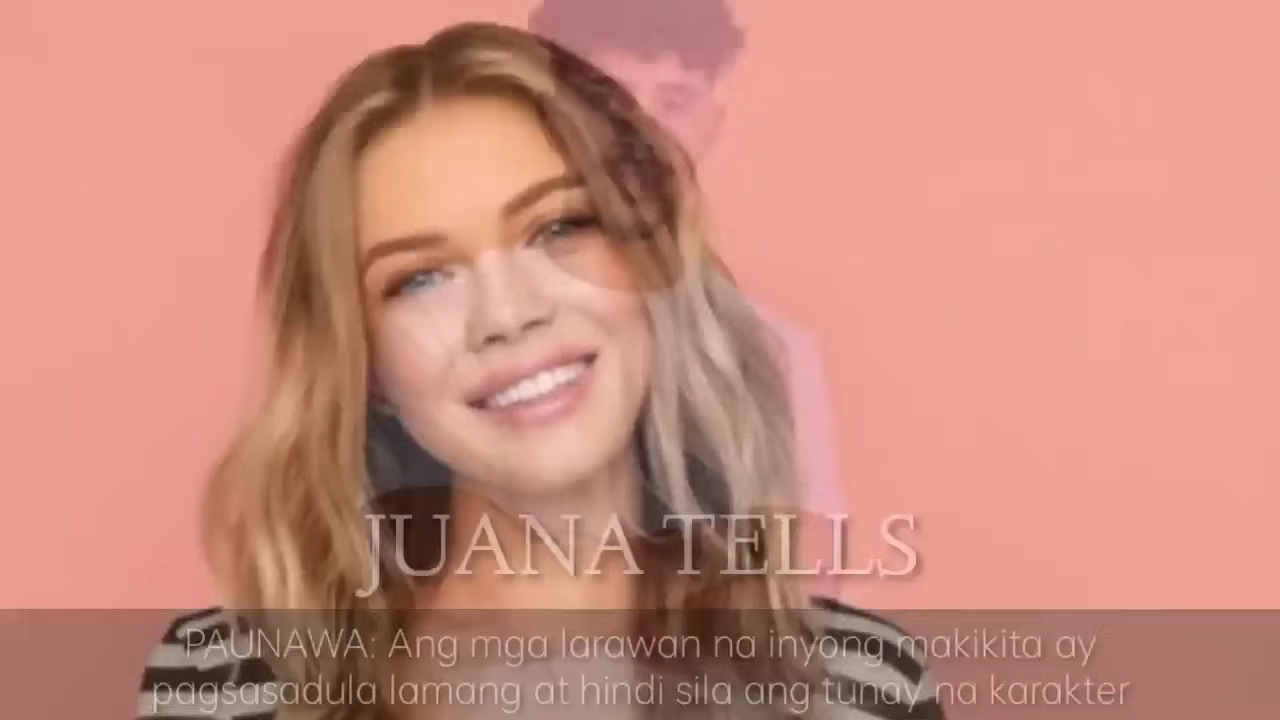 JUANA TELLS
PAUNAWA: Ang mga larawan na inyong makikita ay
pagsasadula lamang at hindi sila ang tunay na karakter